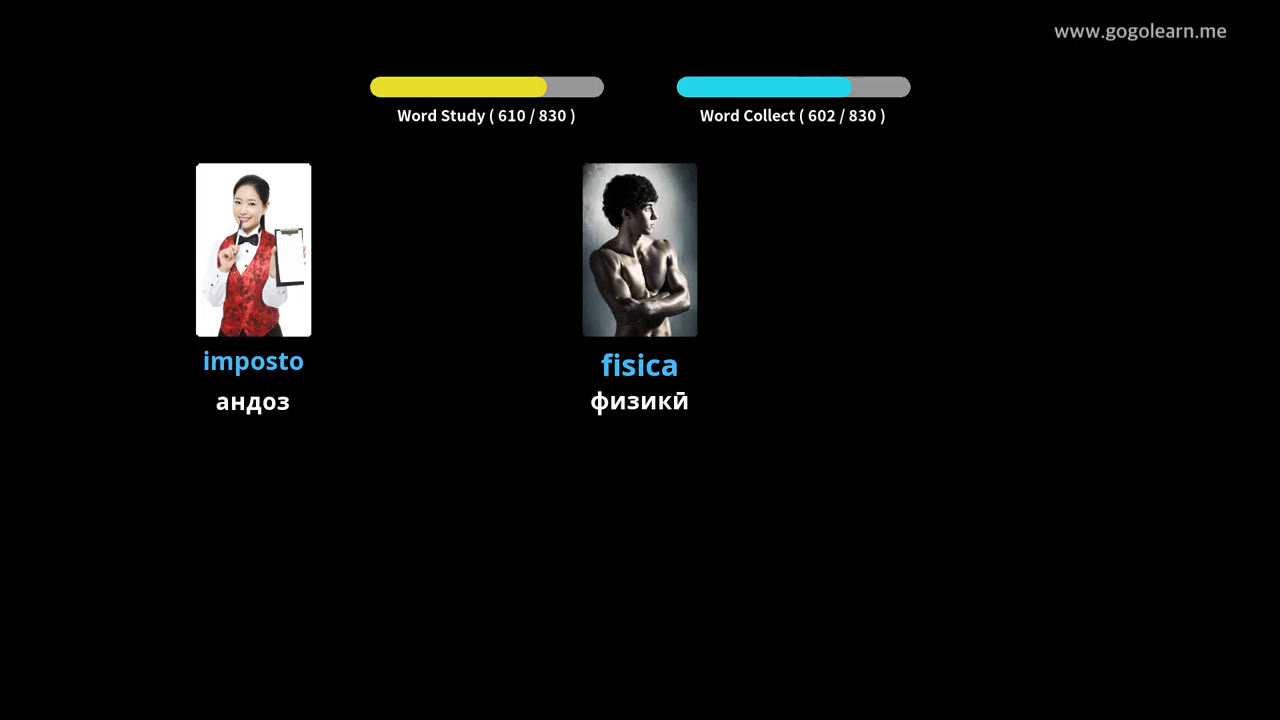 www.gogolearn.me
Word Study ( 610 / 830 )
Word Collect ( 602 / 830 )
imposto
fisica
андоз
физикӣ